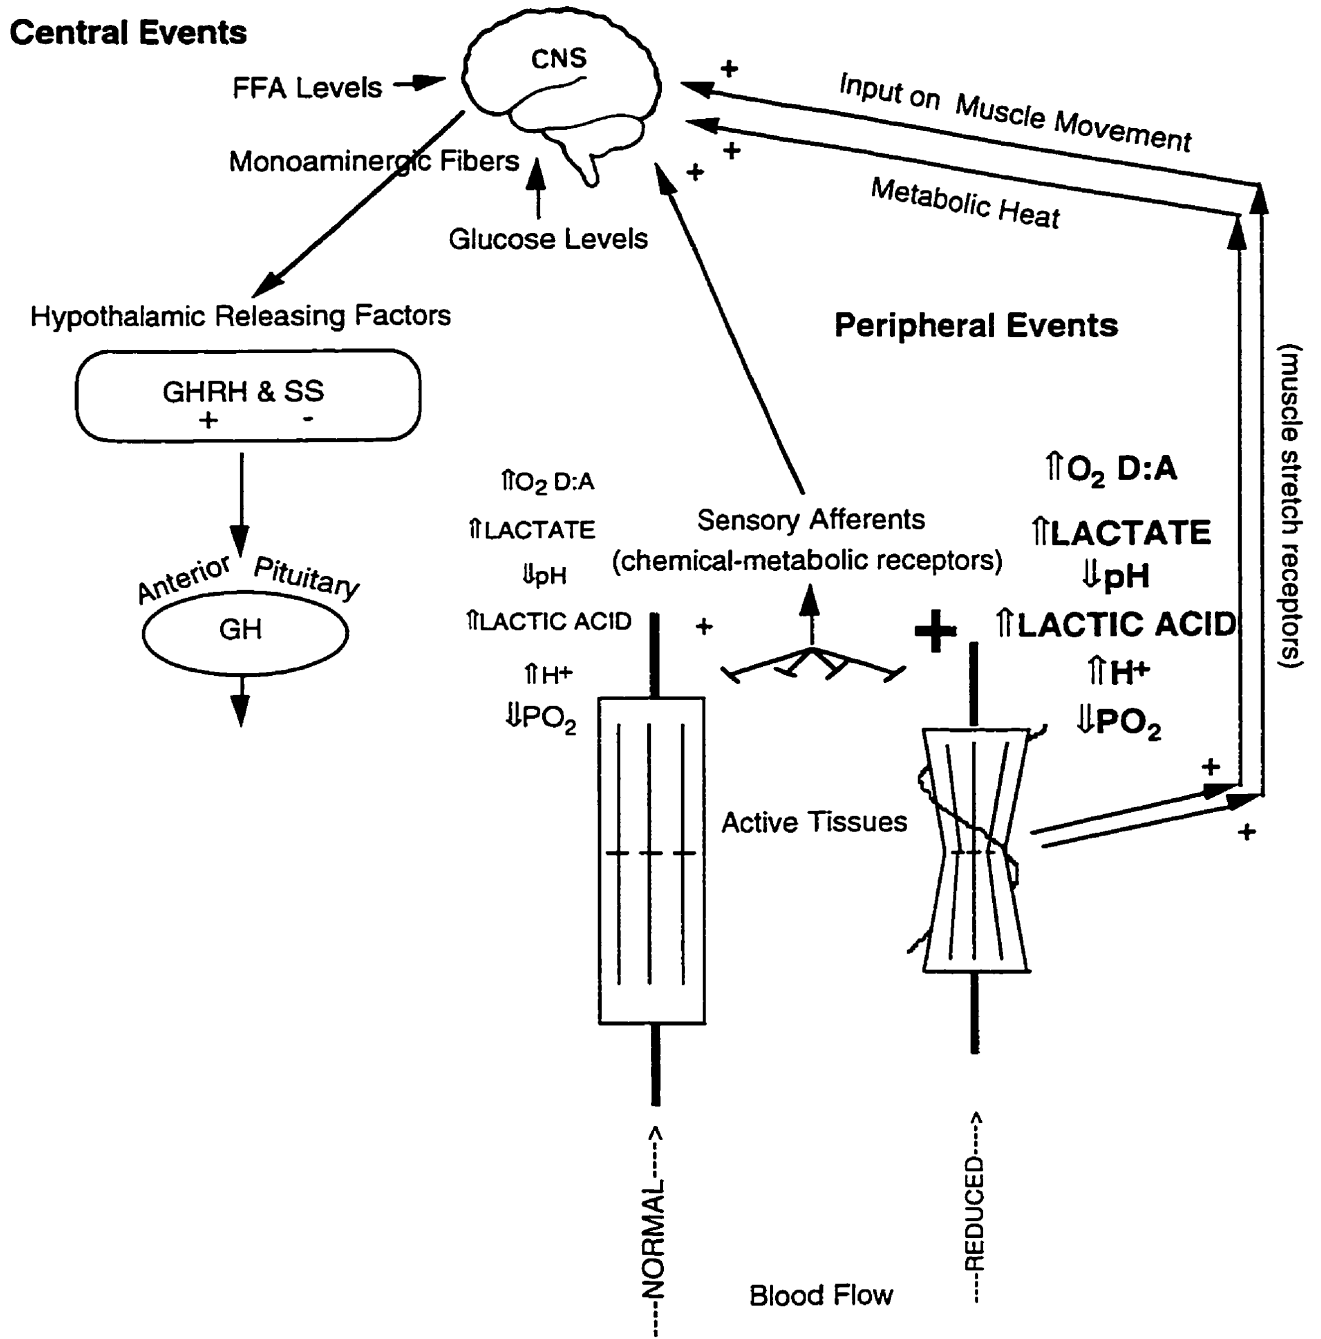 Central Events
CNS
FFA Levels
Monoaminergic Fibers
Glucose Levels
+
Input on Muscle Movement
+
Metabolic Heat
+
Hypothalamic Releasing Factors
GHRH & SS
+ -
Anterior Pituitary
GH
Peripheral Events
(muscle stretch receptors)
⇑O₂ D:A
⇑LACTATE
⇓pH
⇑LACTIC ACID
⇑H+
⇓PO₂
Sensory Afferents
(chemical-metabolic receptors)
+
+
⇑O₂ D:A
⇑LACTATE
⇓pH
⇑LACTIC ACID
⇑H+
⇓PO₂
Active Tissues
+
+
----NORMAL---->
----REDUCED---->
Blood Flow